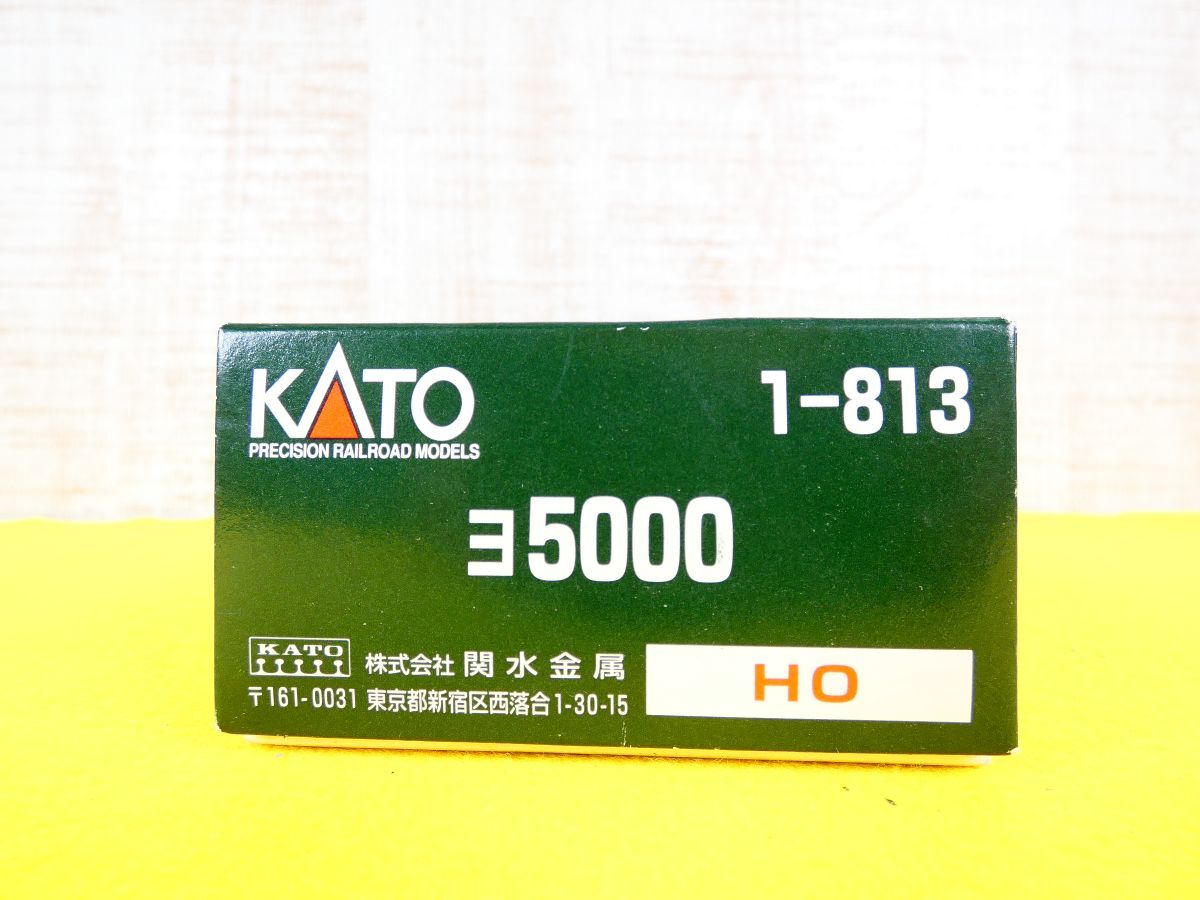 KATO
PRECISION RAILROAD MODELS
1-813
ヨ5000
KATO
株式会社 関水金属
〒161-0031 東京都新宿区西落合1-30-15
HO